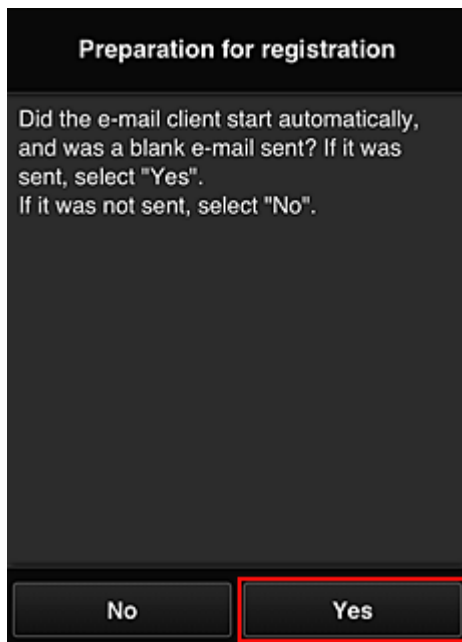 Preparation for registration
Did the e-mail client start automatically,
and was a blank e-mail sent? If it was
sent, select "Yes".
If it was not sent, select "No".
No
Yes